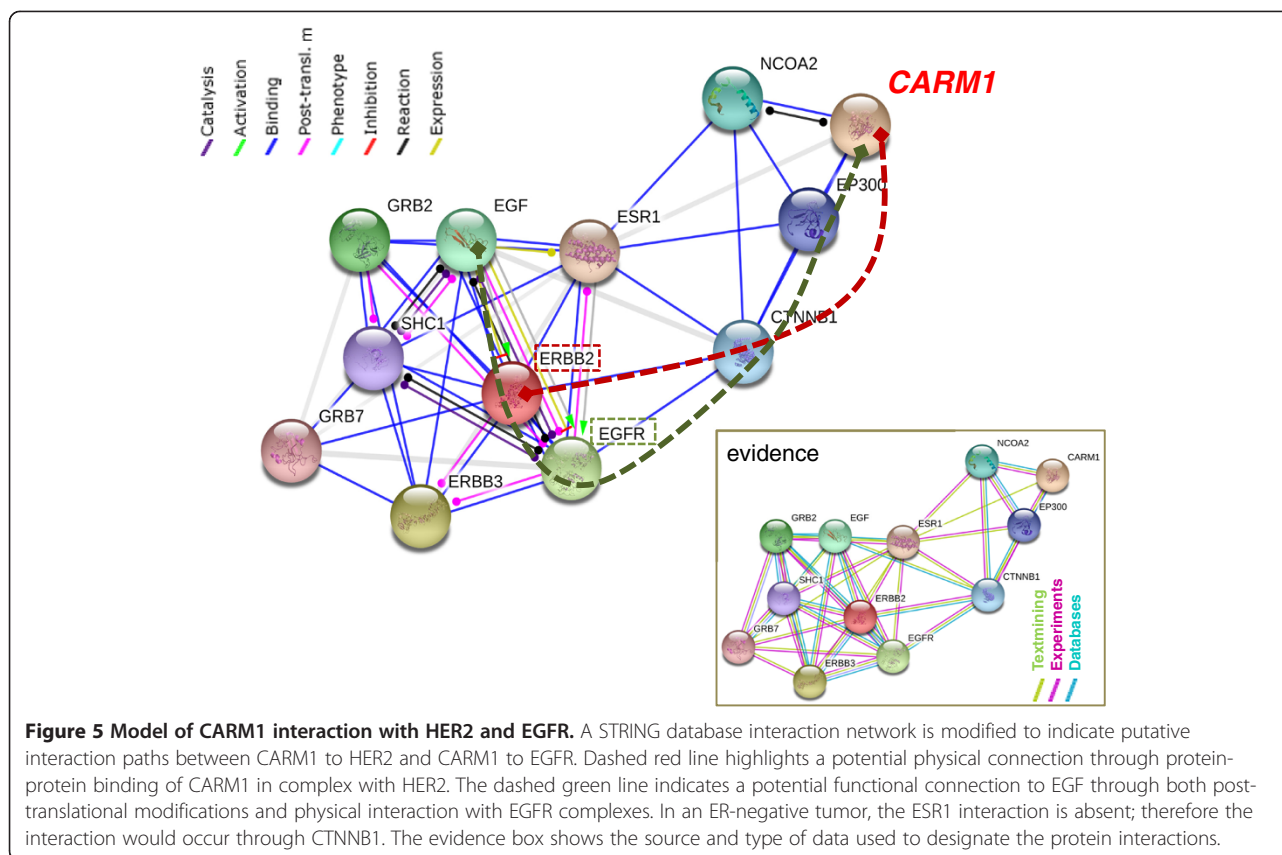 Catalysis
Activation
Binding
Post-transl. m
Phenotype
Inhibition
Reaction
Expression
NCOA2
CARM1
EP300
GRB2
EGF
ESR1
SHC1
CTNNB1
ERBB2
GRB7
EGFR
ERBB3
evidence
NCOA2
CARM1
EP300
GRB2
EGF
ESR1
SHC1
CTNNB1
ERBB2
GRB7
EGFR
ERBB3
Textmining
Experiments
Databases
Figure 5 Model of CARM1 interaction with HER2 and EGFR. A STRING database interaction network is modified to indicate putative
interaction paths between CARM1 to HER2 and CARM1 to EGFR. Dashed red line highlights a potential physical connection through protein-
protein binding of CARM1 in complex with HER2. The dashed green line indicates a potential functional connection to EGF through both post-
translational modifications and physical interaction with EGFR complexes. In an ER-negative tumor, the ESR1 interaction is absent; therefore the
interaction would occur through CTNNB1. The evidence box shows the source and type of data used to designate the protein interactions.